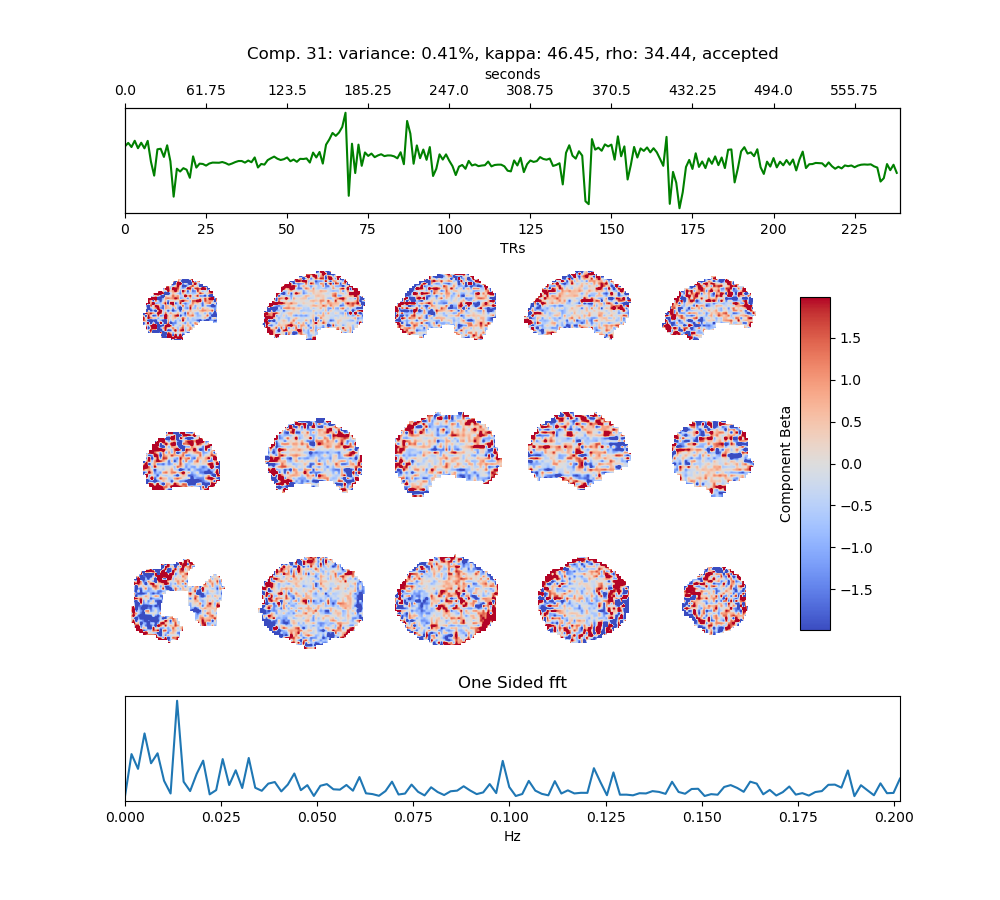 Comp. 31: variance: 0.41%, kappa: 46.45, rho: 34.44, accepted
seconds
0.0 61.75 123.5 185.25 247.0 308.75 370.5 432.25 494.0 555.75
0 25 50 75 100 125 150 175 200 225
TRs
1.5
1.0
0.5
0.0
−0.5
−1.0
−1.5
Component Beta
One Sided fft
0.000 0.025 0.050 0.075 0.100 0.125 0.150 0.175 0.200
Hz